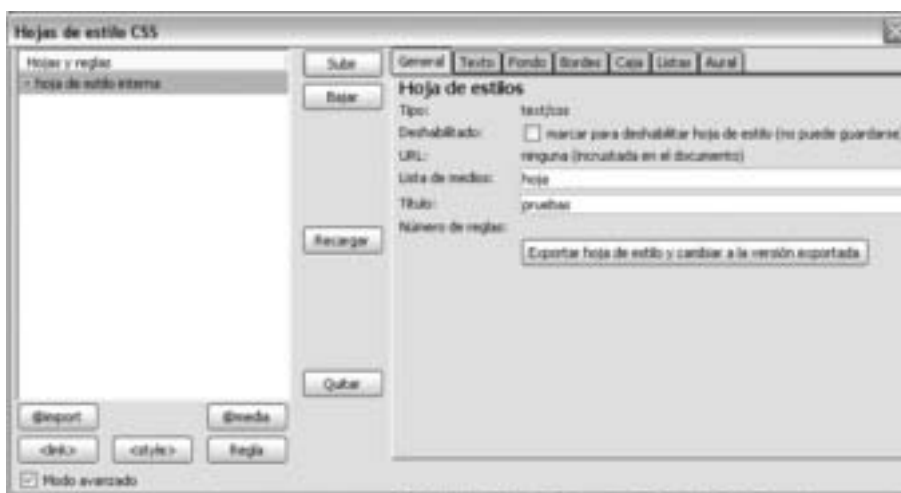 Hojas de estilo CSS
Hojas y reglas
- hoja de estilo interna
Sube
Bajar
Recargar
Quitar
General Texto Fondo Bordes Caja Listas Aural
Hoja de estilos
Tipo: text/css
Deshabilitado: marcar para deshabilitar hoja de estilo (no puede guardarse)
URL: ninguna (incrustada en el documento)
Lista de medios: hoja
Título: pruebas
Número de reglas:
Exportar hoja de estilo y cambiar a la versión exportada
@import @media
<link> <style> Regla
Modo avanzado